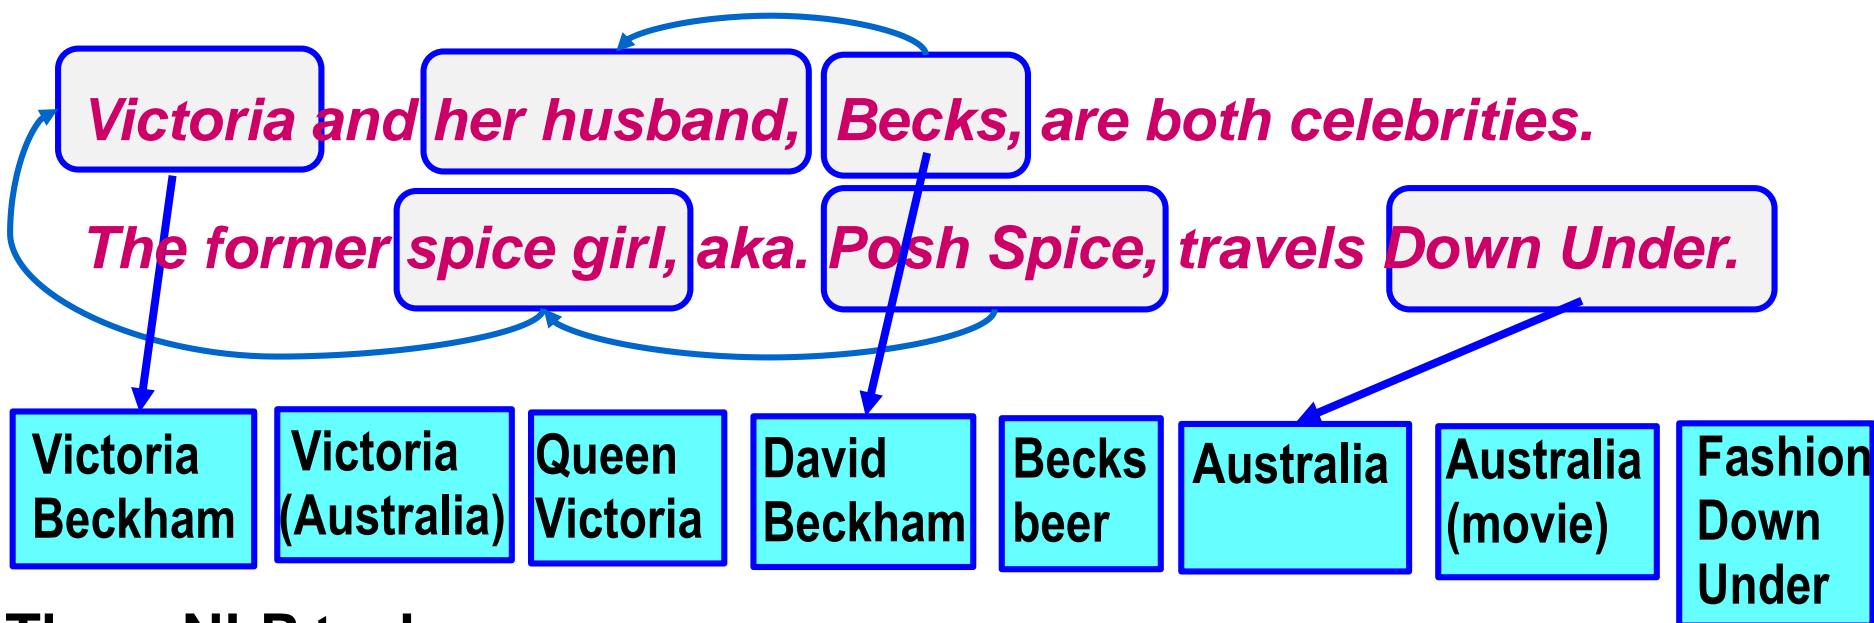 Victoria and her husband, Becks, are both celebrities.
The former spice girl, aka. Posh Spice, travels Down Under.
Victoria
Beckham
Victoria
(Australia)
Queen
Victoria
David
Beckham
Becks
beer
Australia
Australia
(movie)
Fashion
Down
Under